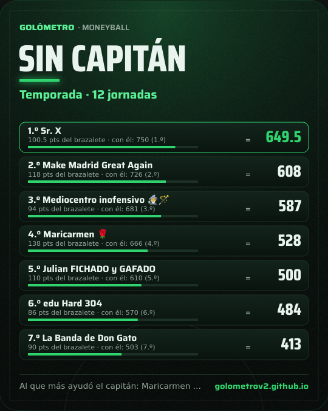 GOLÓMETRO · MONEYBALL
SIN CAPITÁN
Temporada · 12 jornadas
1.º Sr. X
100.5 pts del brazalete · con él: 750 (1.º)
= 649.5
2.º Make Madrid Great Again
118 pts del brazalete · con él: 726 (2.º)
= 608
3.º Mediocentro inofensivo
94 pts del brazalete · con él: 681 (3.º)
= 587
4.º Maricarmen 🌹
138 pts del brazalete · con él: 666 (4.º)
= 528
5.º Julian FICHADO y GAFADO
110 pts del brazalete · con él: 610 (5.º)
= 500
6.º edu Hard 304
86 pts del brazalete · con él: 570 (6.º)
= 484
7.º La Banda de Don Gato
90 pts del brazalete · con él: 503 (7.º)
= 413
Al que más ayudó el capitán: Maricarmen ...
golometrov2.github.io